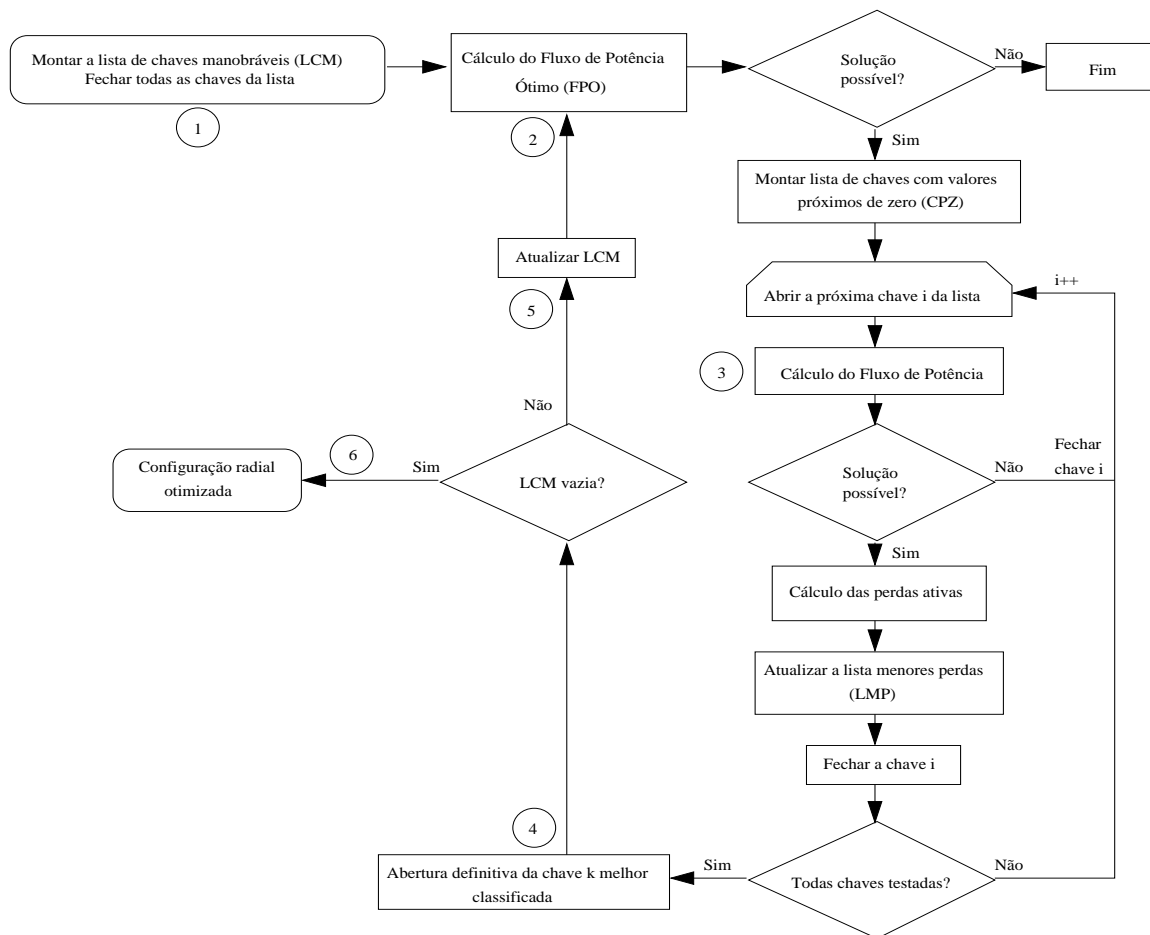 Montar a lista de chaves manobráveis (LCM)
Fechar todas as chaves da lista
1
Cálculo do Fluxo de Potência
Ótimo (FPO)
2
Solução
possível?
Não
Fim
Sim
Montar lista de chaves com valores
próximos de zero (CPZ)
Atualizar LCM
5
Abrir a próxima chave i da lista
i++
3
Cálculo do Fluxo de Potência
Não
Configuração radial
otimizada
6
Sim
LCM vazia?
Solução
possível?
Não
Fechar
chave i
Sim
Cálculo das perdas ativas
Atualizar a lista menores perdas
(LMP)
Fechar a chave i
4
Abertura definitiva da chave k melhor
classificada
Sim
Todas chaves testadas?
Não